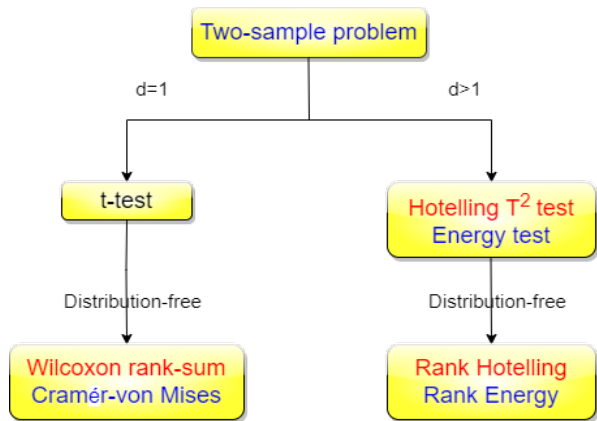 Two-sample problem
d=1
d>1
t-test
Hotelling T² test
Energy test
Distribution-free
Distribution-free
Wilcoxon rank-sum
Cramér-von Mises
Rank Hotelling
Rank Energy